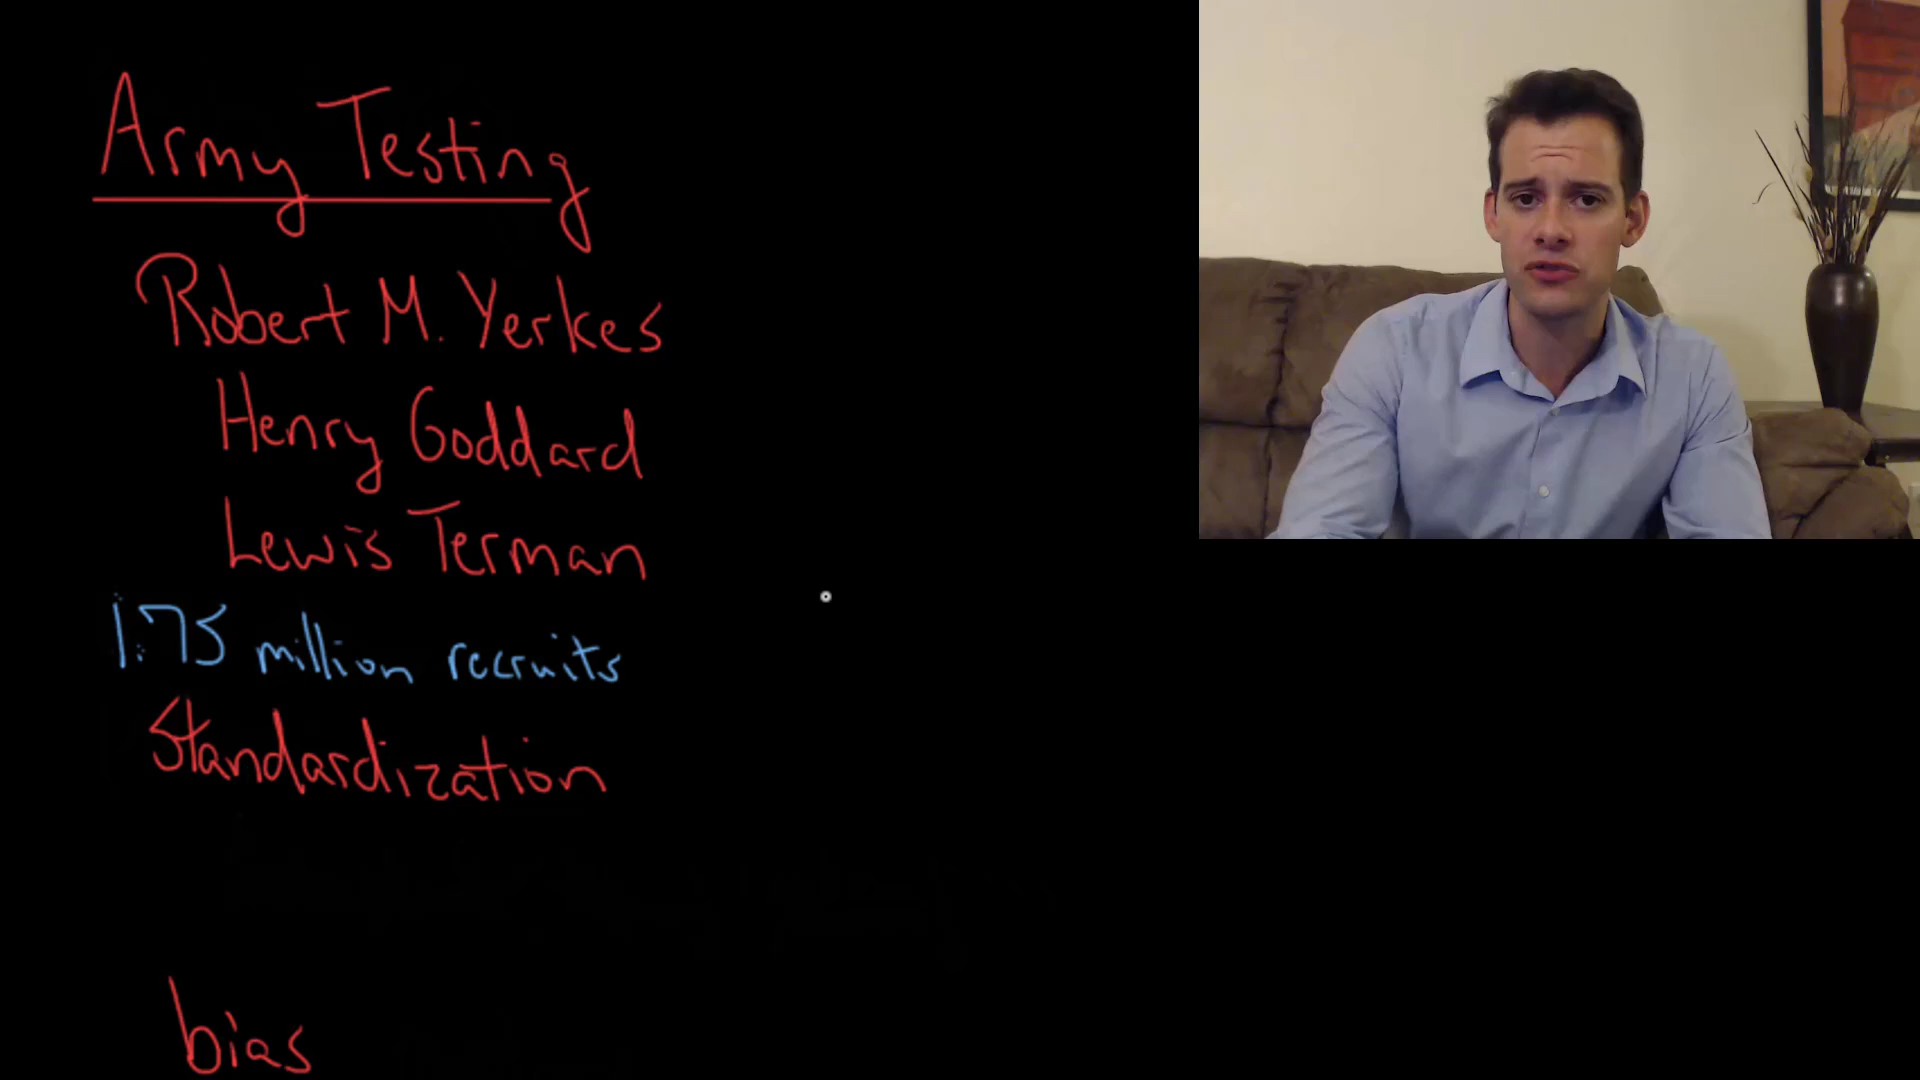 Army Testing
Robert M. Yerkes
Henry Goddard
Lewis Terman
1.75 million recruits
Standardization
bias